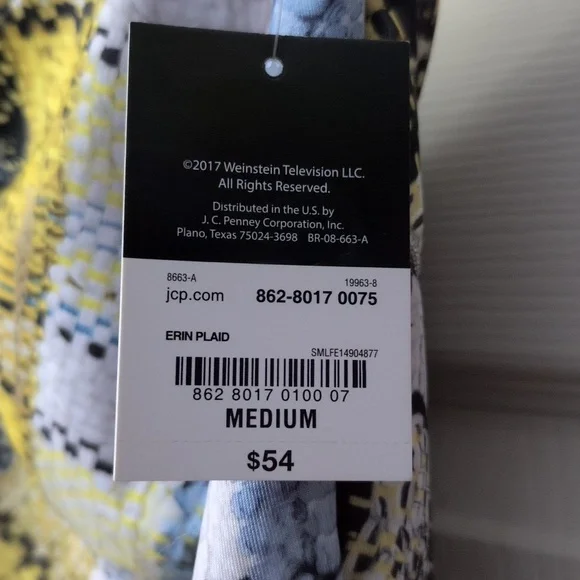 ©2017 Weinstein Television LLC.
All Rights Reserved.
Distributed in the U.S. by
J. C. Penney Corporation, Inc.
Plano, Texas 75024-3698 BR-08-663-A
8663-A 19963-8
jcp.com 862-8017 0075
ERIN PLAID
SMLFE14904877
862 8017 0100 07
MEDIUM
$54